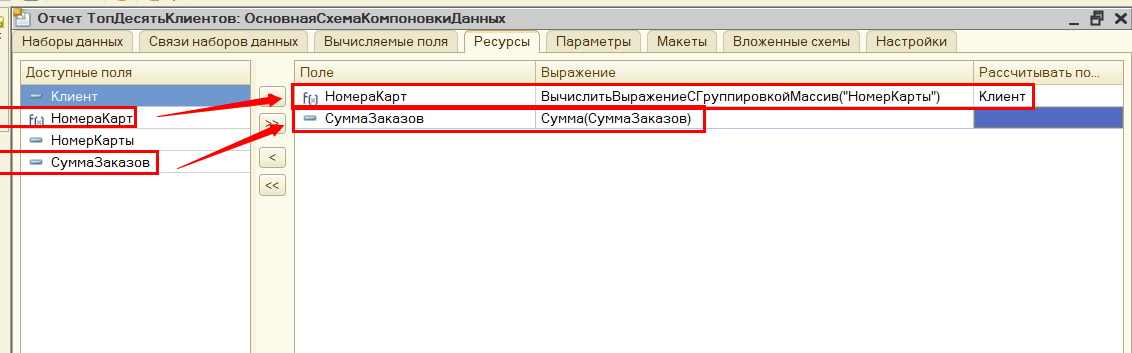 Отчет ТопДесятьКлиентов: ОсновнаяСхемаКомпоновкиДанных
Наборы данных Связи наборов данных Вычисляемые поля Ресурсы Параметры Макеты Вложенные схемы Настройки
Доступные поля
Клиент
НомераКарт
НомерКарты
СуммаЗаказов
>
>>
<
<<
Поле Выражение Рассчитывать по...
НомераКарт ВычислитьВыражениеСГруппировкойМассив("НомерКарты") Клиент
СуммаЗаказов Сумма(СуммаЗаказов)